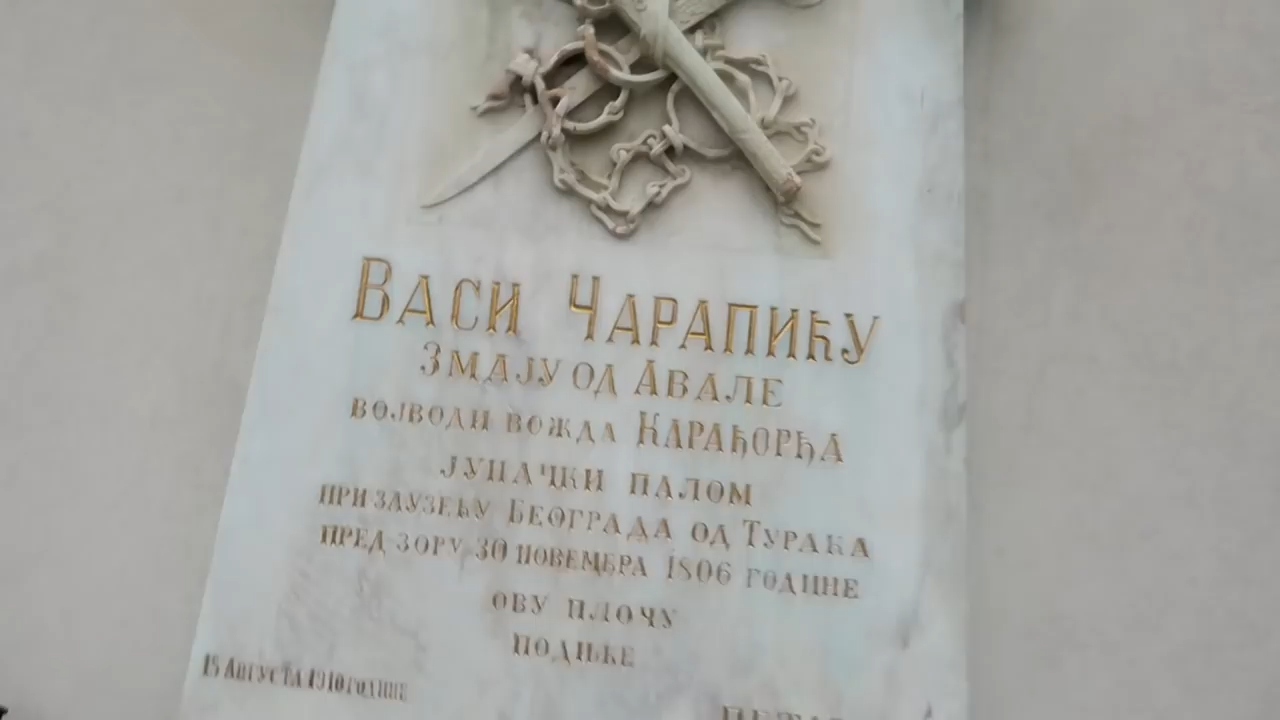 ВАСИ ЧАРАПИЋУ
ЗМАЈУ ОД АВАЛЕ
ВОЈВОДИ ВОЖДА КАРАЂОРЂА
ЈУНАЧКИ ПАЛОМ
ПРИ ЗАУЗЕЋУ БЕОГРАДА ОД ТУРАКА
ПРЕД ЗОРУ 30 НОВЕМБРА 1806 ГОДИНЕ
ОВУ ПЛОЧУ
ПОДИЖЕ
15 АВГУСТА 1910 ГОДИНЕ